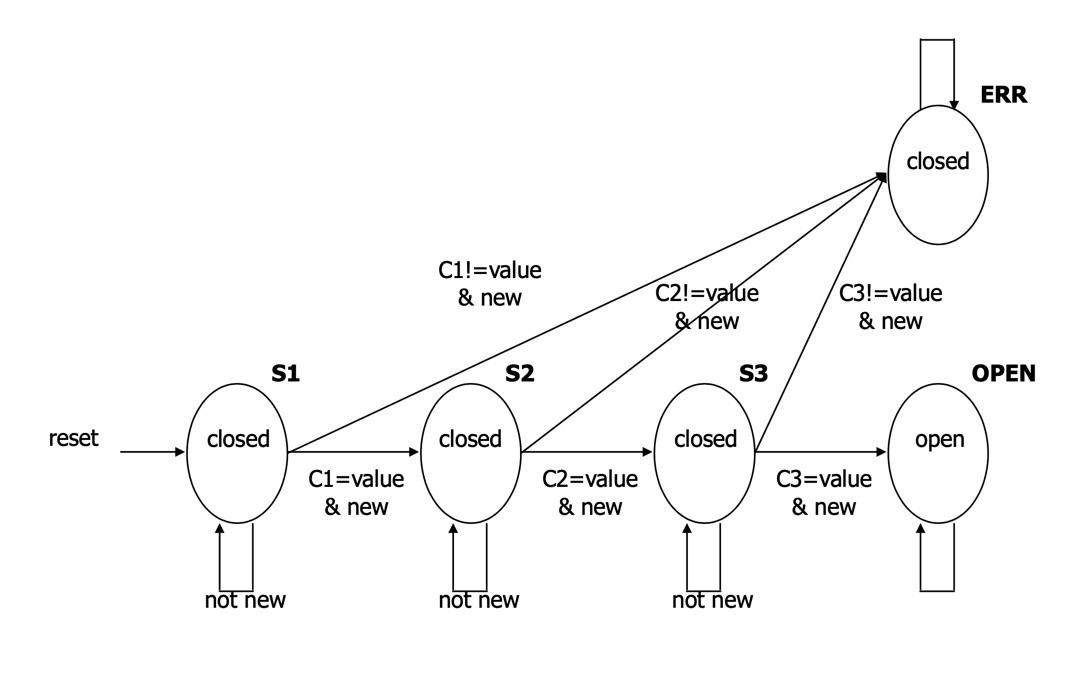 ERR
closed
C1!=value
& new
C2!=value
& new
C3!=value
& new
S1
S2
S3
OPEN
reset
closed
closed
closed
open
C1=value
& new
C2=value
& new
C3=value
& new
not new
not new
not new